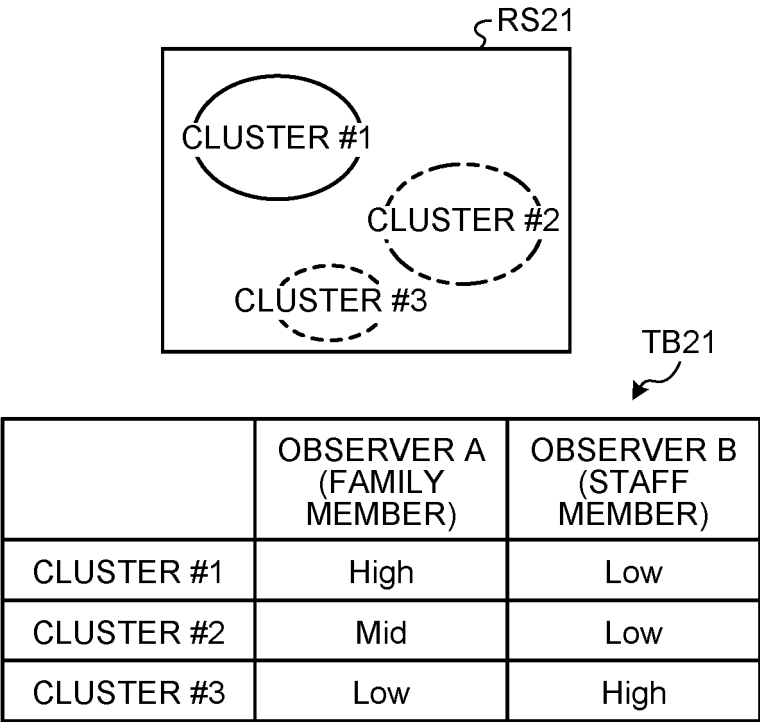 RS21
CLUSTER #1
CLUSTER #2
CLUSTER #3
TB21
OBSERVER A
(FAMILY
MEMBER)
OBSERVER B
(STAFF
MEMBER)
CLUSTER #1
High
Low
CLUSTER #2
Mid
Low
CLUSTER #3
Low
High